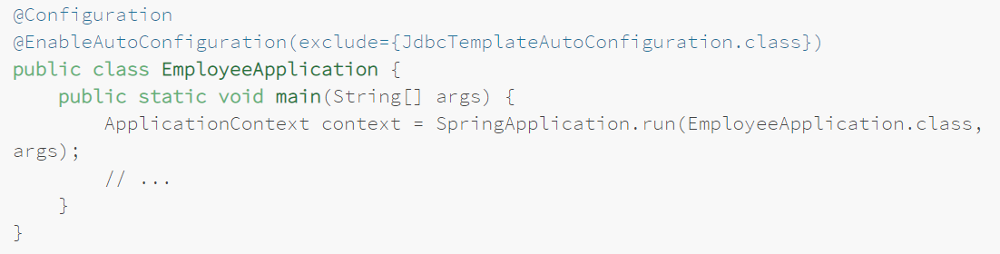 @Configuration
@EnableAutoConfiguration(exclude={JdbcTemplateAutoConfiguration.class})
public class EmployeeApplication {
    public static void main(String[] args) {
        ApplicationContext context = SpringApplication.run(EmployeeApplication.class,
args);
        // ...
    }
}